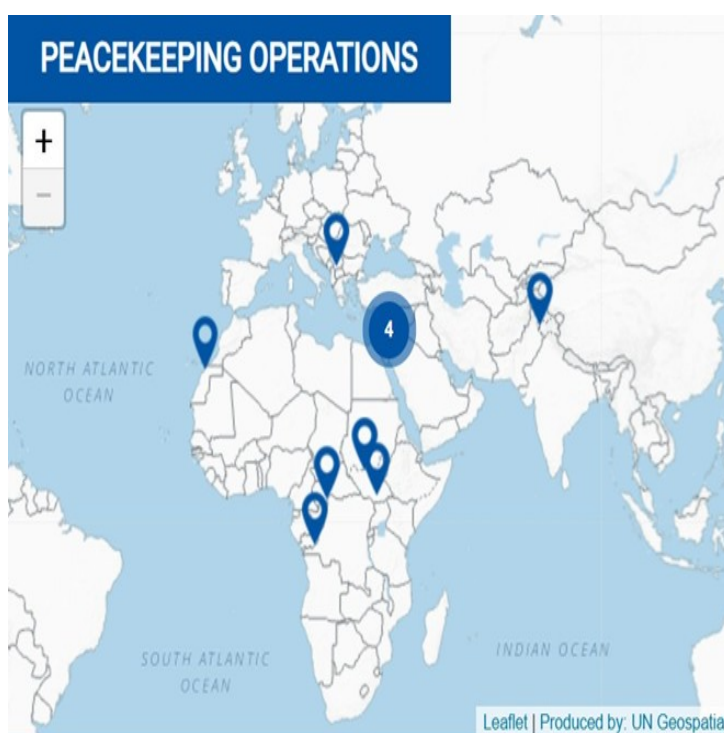 PEACEKEEPING OPERATIONS
+
−
4
NORTH ATLANTIC
OCEAN
SOUTH ATLANTIC
OCEAN
INDIAN OCEAN
Leaflet | Produced by: UN Geospatia